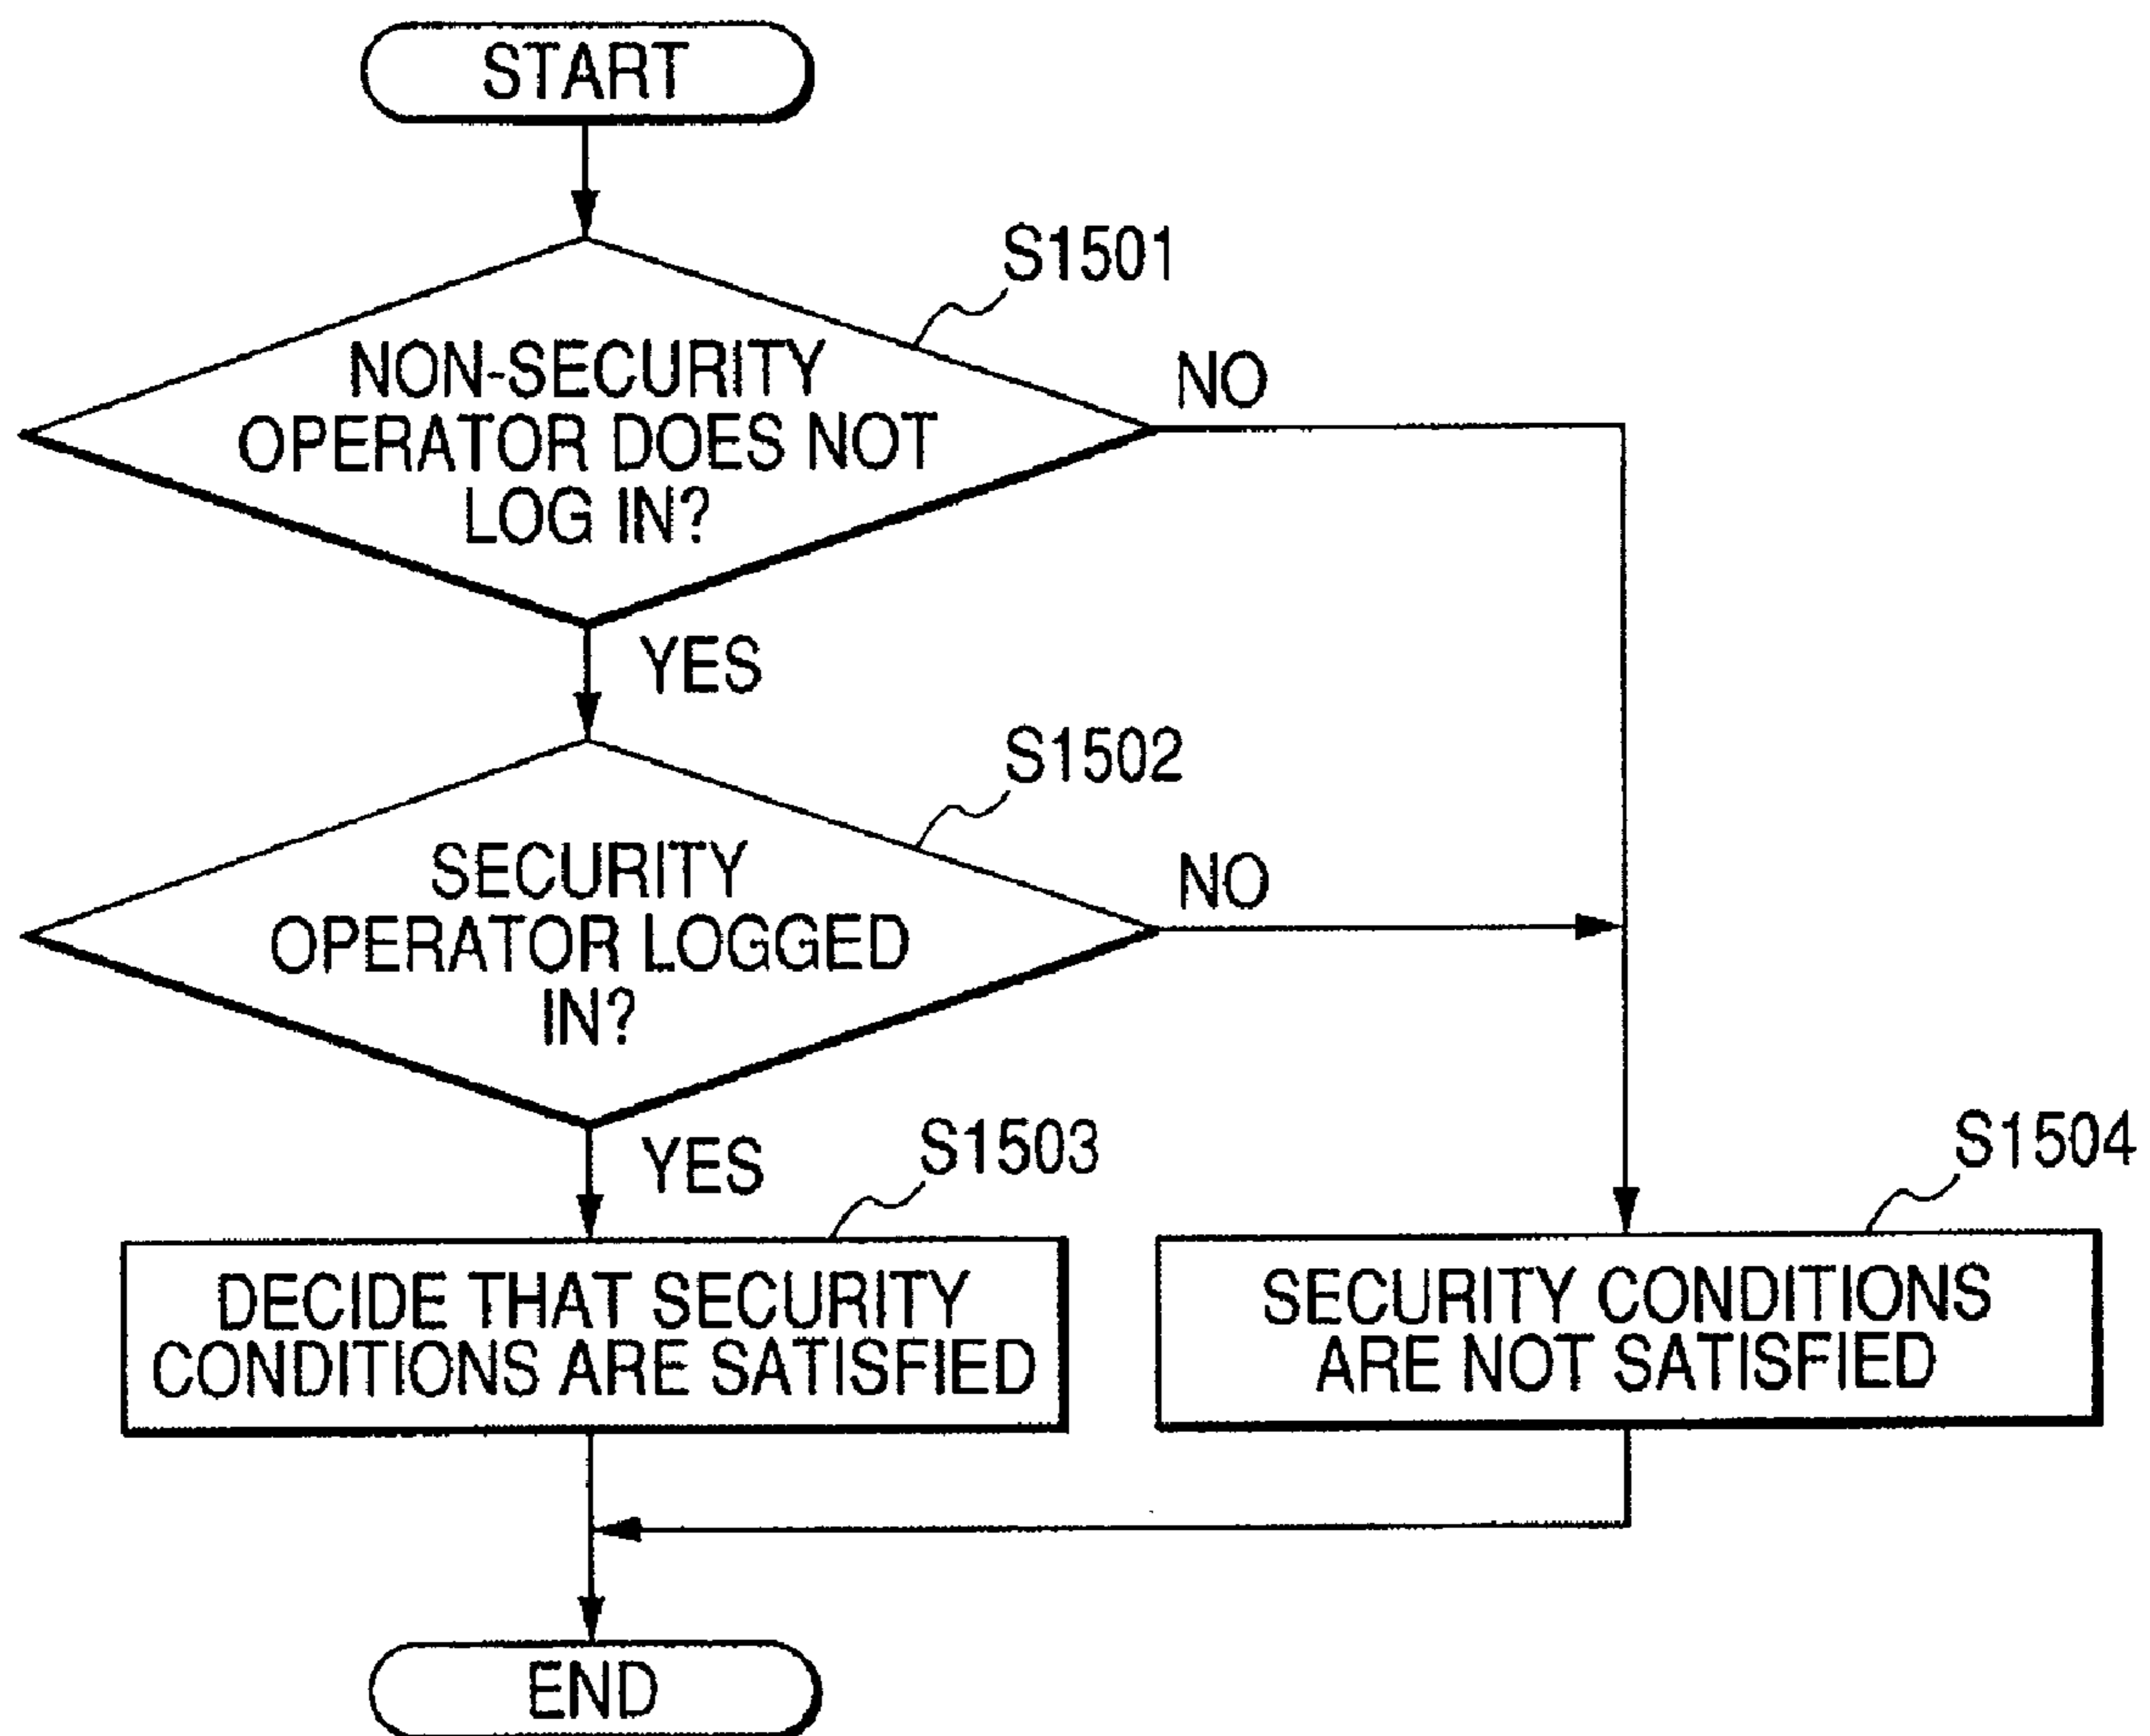 START
S1501
NON-SECURITY
OPERATOR DOES NOT
LOG IN?
NO
YES
S1502
SECURITY
OPERATOR LOGGED
IN?
NO
YES
S1503
S1504
DECIDE THAT SECURITY
CONDITIONS ARE SATISFIED
SECURITY CONDITIONS
ARE NOT SATISFIED
END